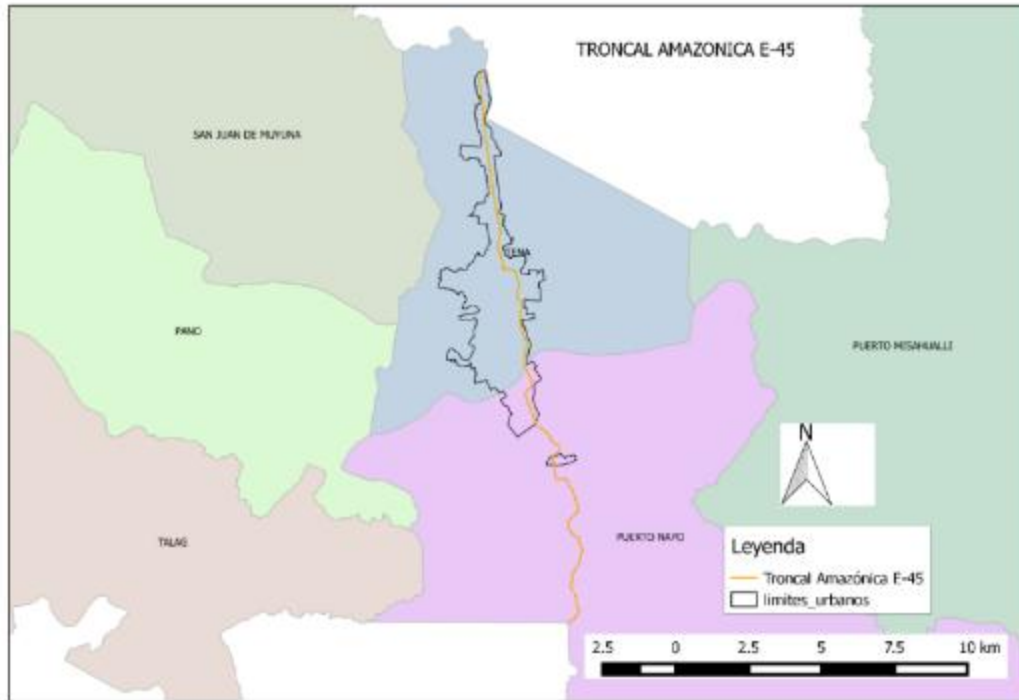 TRONCAL AMAZONICA E-45
SAN JUAN DE MUYUNA
TENA
PANO
PUERTO MISAHUALLI
N
TALAG
PUERTO NAPO
Leyenda
Troncal Amazónica E-45
limites_urbanos
2.5 0 2.5 5 7.5 10 km